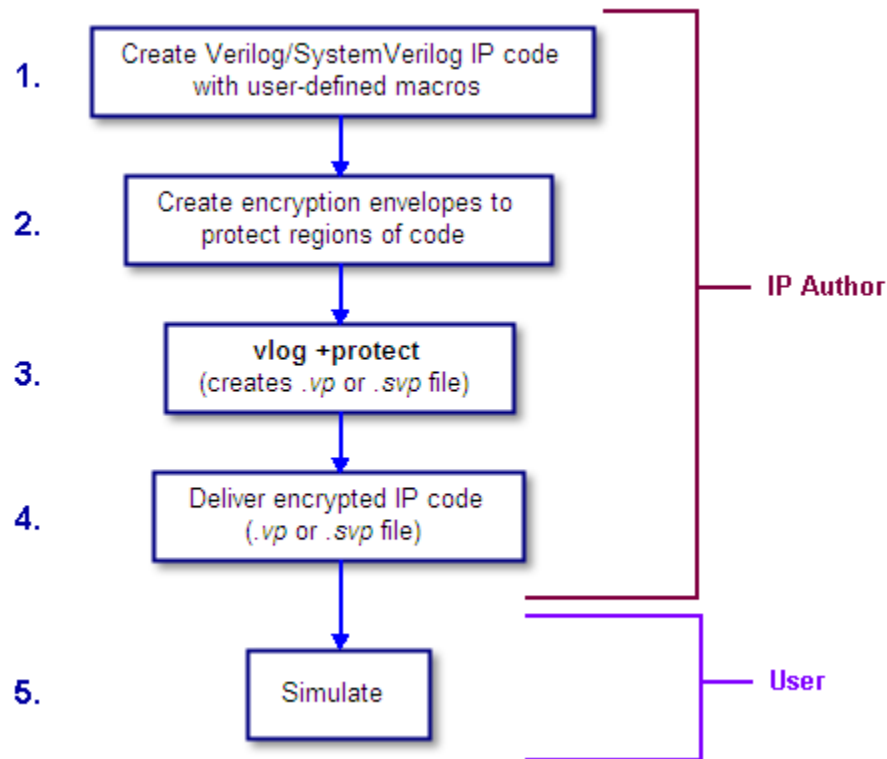 1.
Create Verilog/SystemVerilog IP code
with user-defined macros
2.
Create encryption envelopes to
protect regions of code
IP Author
3.
vlog +protect
(creates .vp or .svp file)
4.
Deliver encrypted IP code
(.vp or .svp file)
5.
Simulate
User